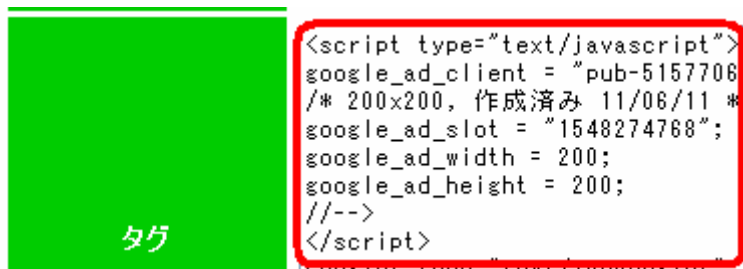 <script type="text/javascript">
google_ad_client = "pub-5157706
/* 200x200, 作成済み 11/06/11 *
google_ad_slot = "1548274768";
google_ad_width = 200;
google_ad_height = 200;
//-->
</script>
タグ